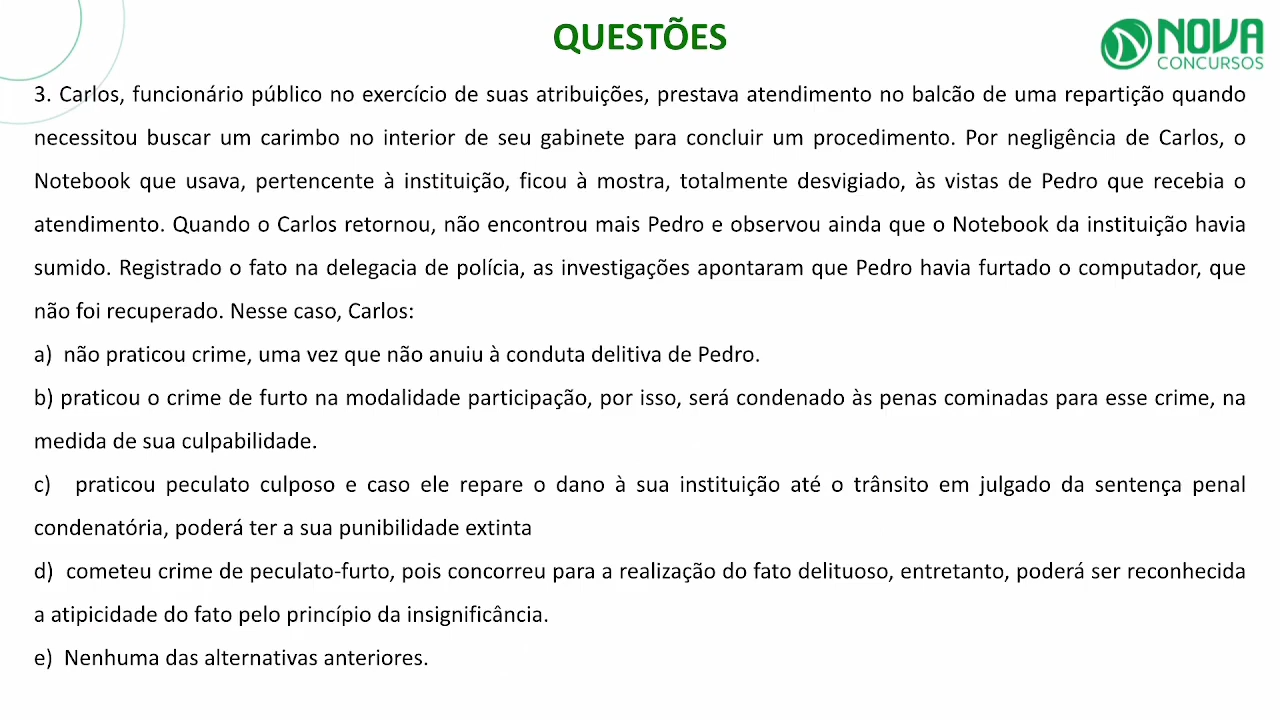 QUESTÕES
NOVA
CONCURSOS
3. Carlos, funcionário público no exercício de suas atribuições, prestava atendimento no balcão de uma repartição quando
necessitou buscar um carimbo no interior de seu gabinete para concluir um procedimento. Por negligência de Carlos, o
Notebook que usava, pertencente à instituição, ficou à mostra, totalmente desvigiado, às vistas de Pedro que recebia o
atendimento. Quando o Carlos retornou, não encontrou mais Pedro e observou ainda que o Notebook da instituição havia
sumido. Registrado o fato na delegacia de polícia, as investigações apontaram que Pedro havia furtado o computador, que
não foi recuperado. Nesse caso, Carlos:
a) não praticou crime, uma vez que não anuiu à conduta delitiva de Pedro.
b) praticou o crime de furto na modalidade participação, por isso, será condenado às penas cominadas para esse crime, na
medida de sua culpabilidade.
c) praticou peculato culposo e caso ele repare o dano à sua instituição até o trânsito em julgado da sentença penal
condenatória, poderá ter a sua punibilidade extinta
d) cometeu crime de peculato-furto, pois concorreu para a realização do fato delituoso, entretanto, poderá ser reconhecida
a atipicidade do fato pelo princípio da insignificância.
e) Nenhuma das alternativas anteriores.